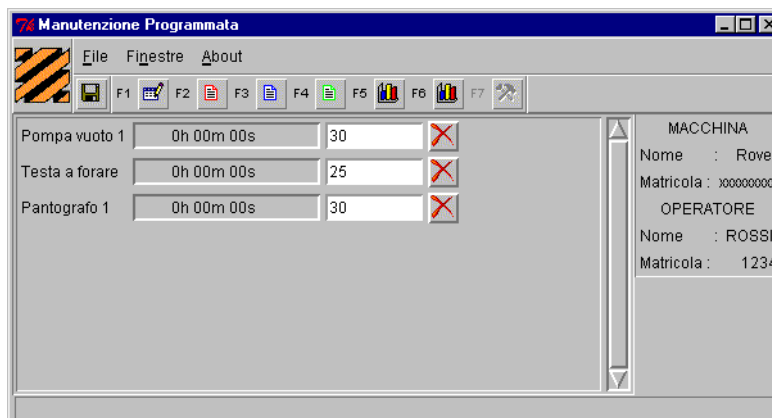 Manutenzione Programmata
File Finestre About
F1 F2 F3 F4 F5 F6 F7
Pompa vuoto 1 0h 00m 00s 30
Testa a forare 0h 00m 00s 25
Pantografo 1 0h 00m 00s 30
MACCHINA
Nome : Rove
Matricola : xxxxxxxxx
OPERATORE
Nome : ROSSI
Matricola : 1234